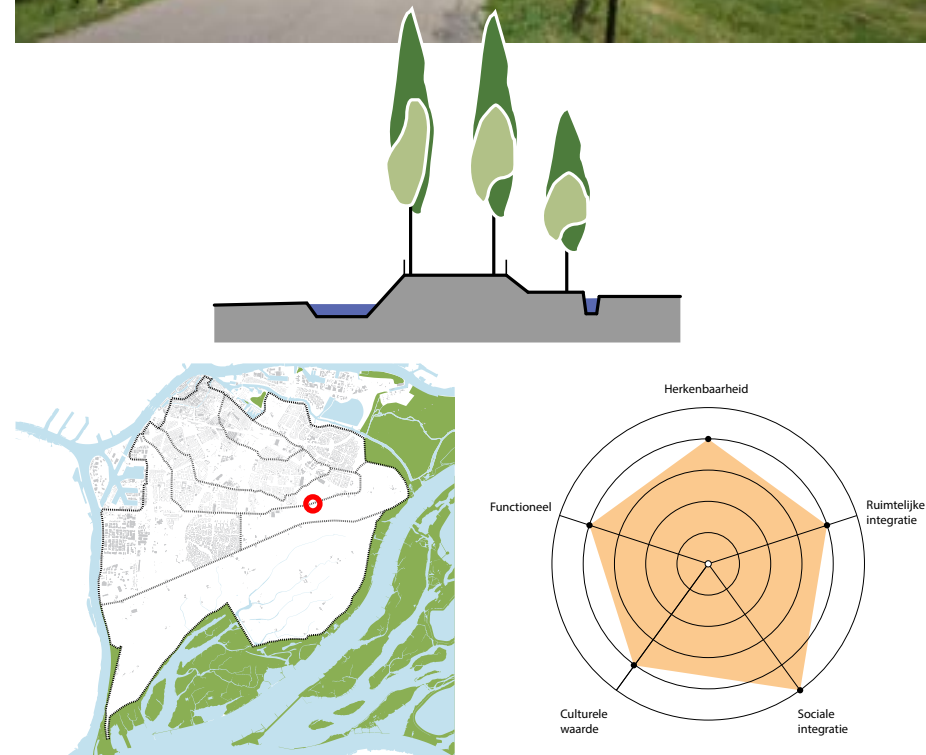 Herkenbaarheid
Functioneel
Ruimtelijke
integratie
Culturele
waarde
Sociale
integratie